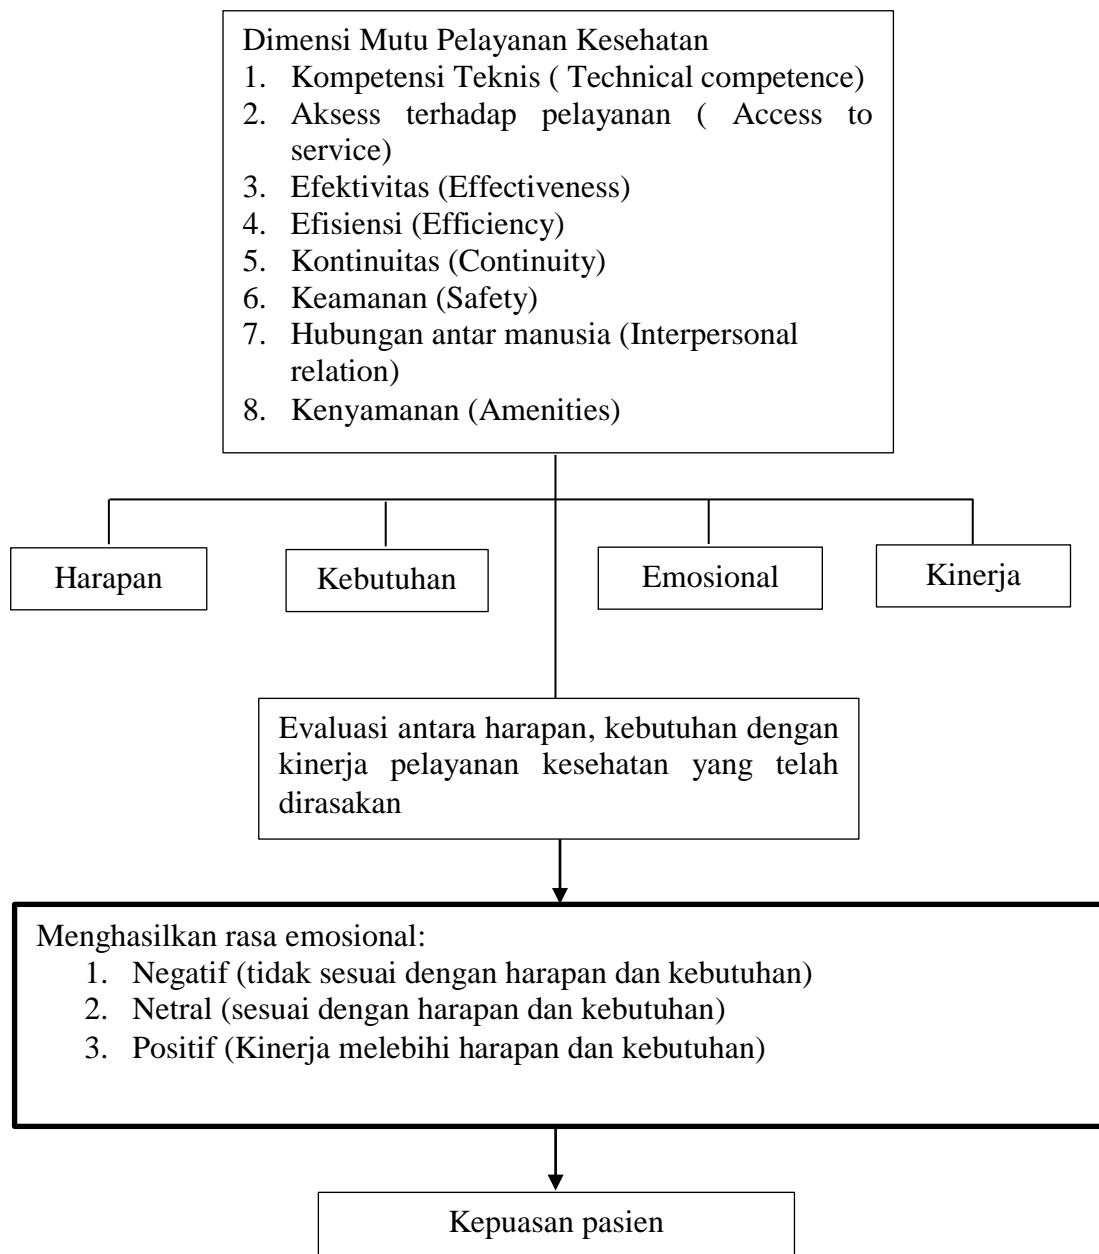 Dimensi Mutu Pelayanan Kesehatan
1. Kompetensi Teknis ( Technical competence)
2. Aksess terhadap pelayanan ( Access to
service)
3. Efektivitas (Effectiveness)
4. Efisiensi (Efficiency)
5. Kontinuitas (Continuity)
6. Keamanan (Safety)
7. Hubungan antar manusia (Interpersonal
relation)
8. Kenyamanan (Amenities)
Harapan
Kebutuhan
Emosional
Kinerja
Evaluasi antara harapan, kebutuhan dengan
kinerja pelayanan kesehatan yang telah
dirasakan
Menghasilkan rasa emosional:
1. Negatif (tidak sesuai dengan harapan dan kebutuhan)
2. Netral (sesuai dengan harapan dan kebutuhan)
3. Positif (Kinerja melebihi harapan dan kebutuhan)
Kepuasan pasien